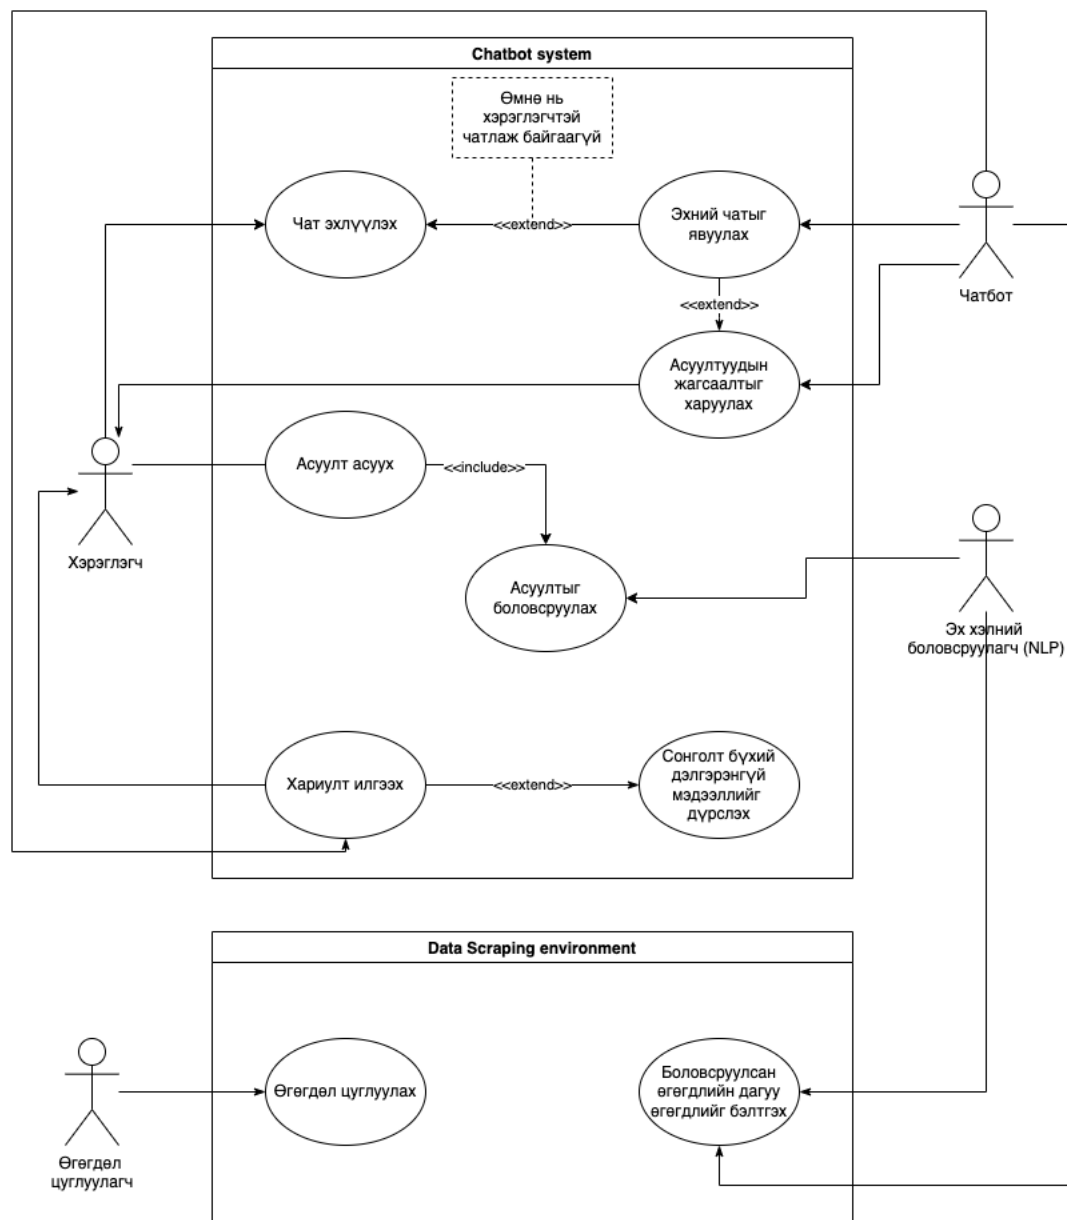 Chatbot system
Өмнө нь
хэрэглэгчтэй
чатлаж байгаагүй
Чат эхлүүлэх
<<extend>>
Эхний чатыг
явуулах
Чатбот
<<extend>>
Асуултуудын
жагсаалтыг
харуулах
Асуулт асуух
<<include>>
Хэрэглэгч
Асуултыг
боловсруулах
Эх хэлний
боловсруулагч (NLP)
Хариулт илгээх
<<extend>>
Сонголт бүхий
дэлгэрэнгүй
мэдээллийг
дүрслэх
Data Scraping environment
Өгөгдөл цуглуулах
Боловсруулсан
өгөгдлийн дагуу
өгөгдлийг бэлтгэх
Өгөгдөл
цуглуулагч